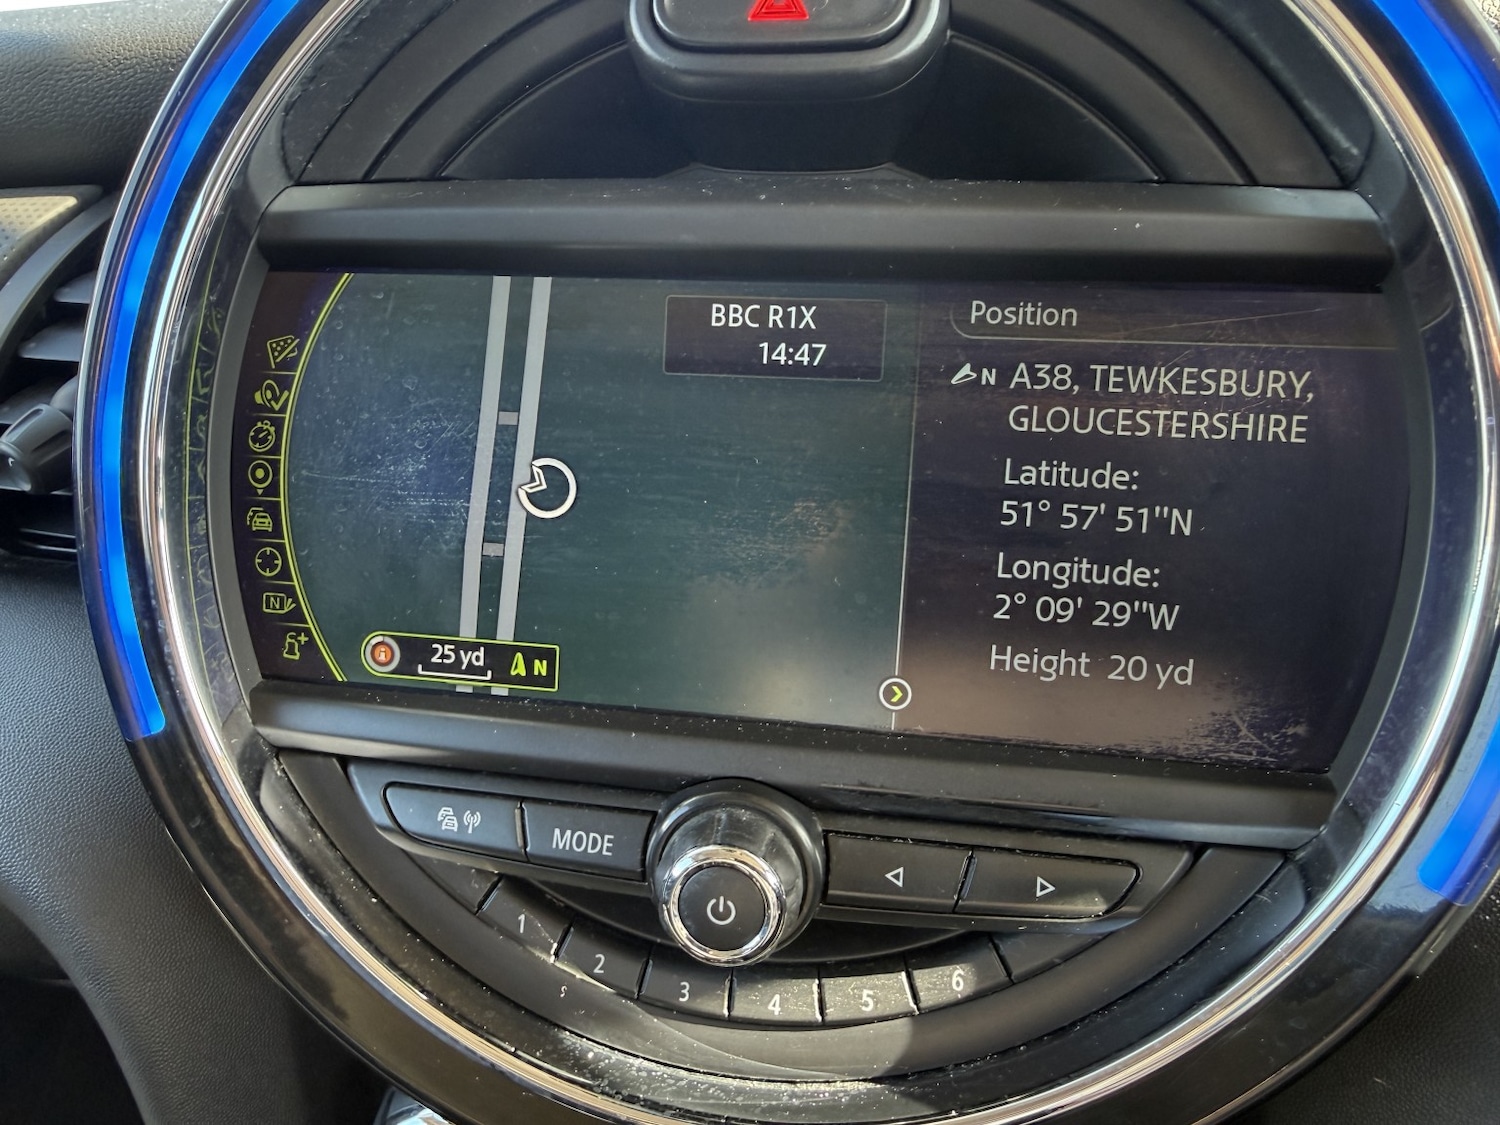 BBC R1X
14:47
Position
N A38, TEWKESBURY,
GLOUCESTERSHIRE
Latitude:
51° 57' 51"N
Longitude:
2° 09' 29"W
Height 20 yd
N
i 25 yd N
MODE
1 2 3 4 5 6